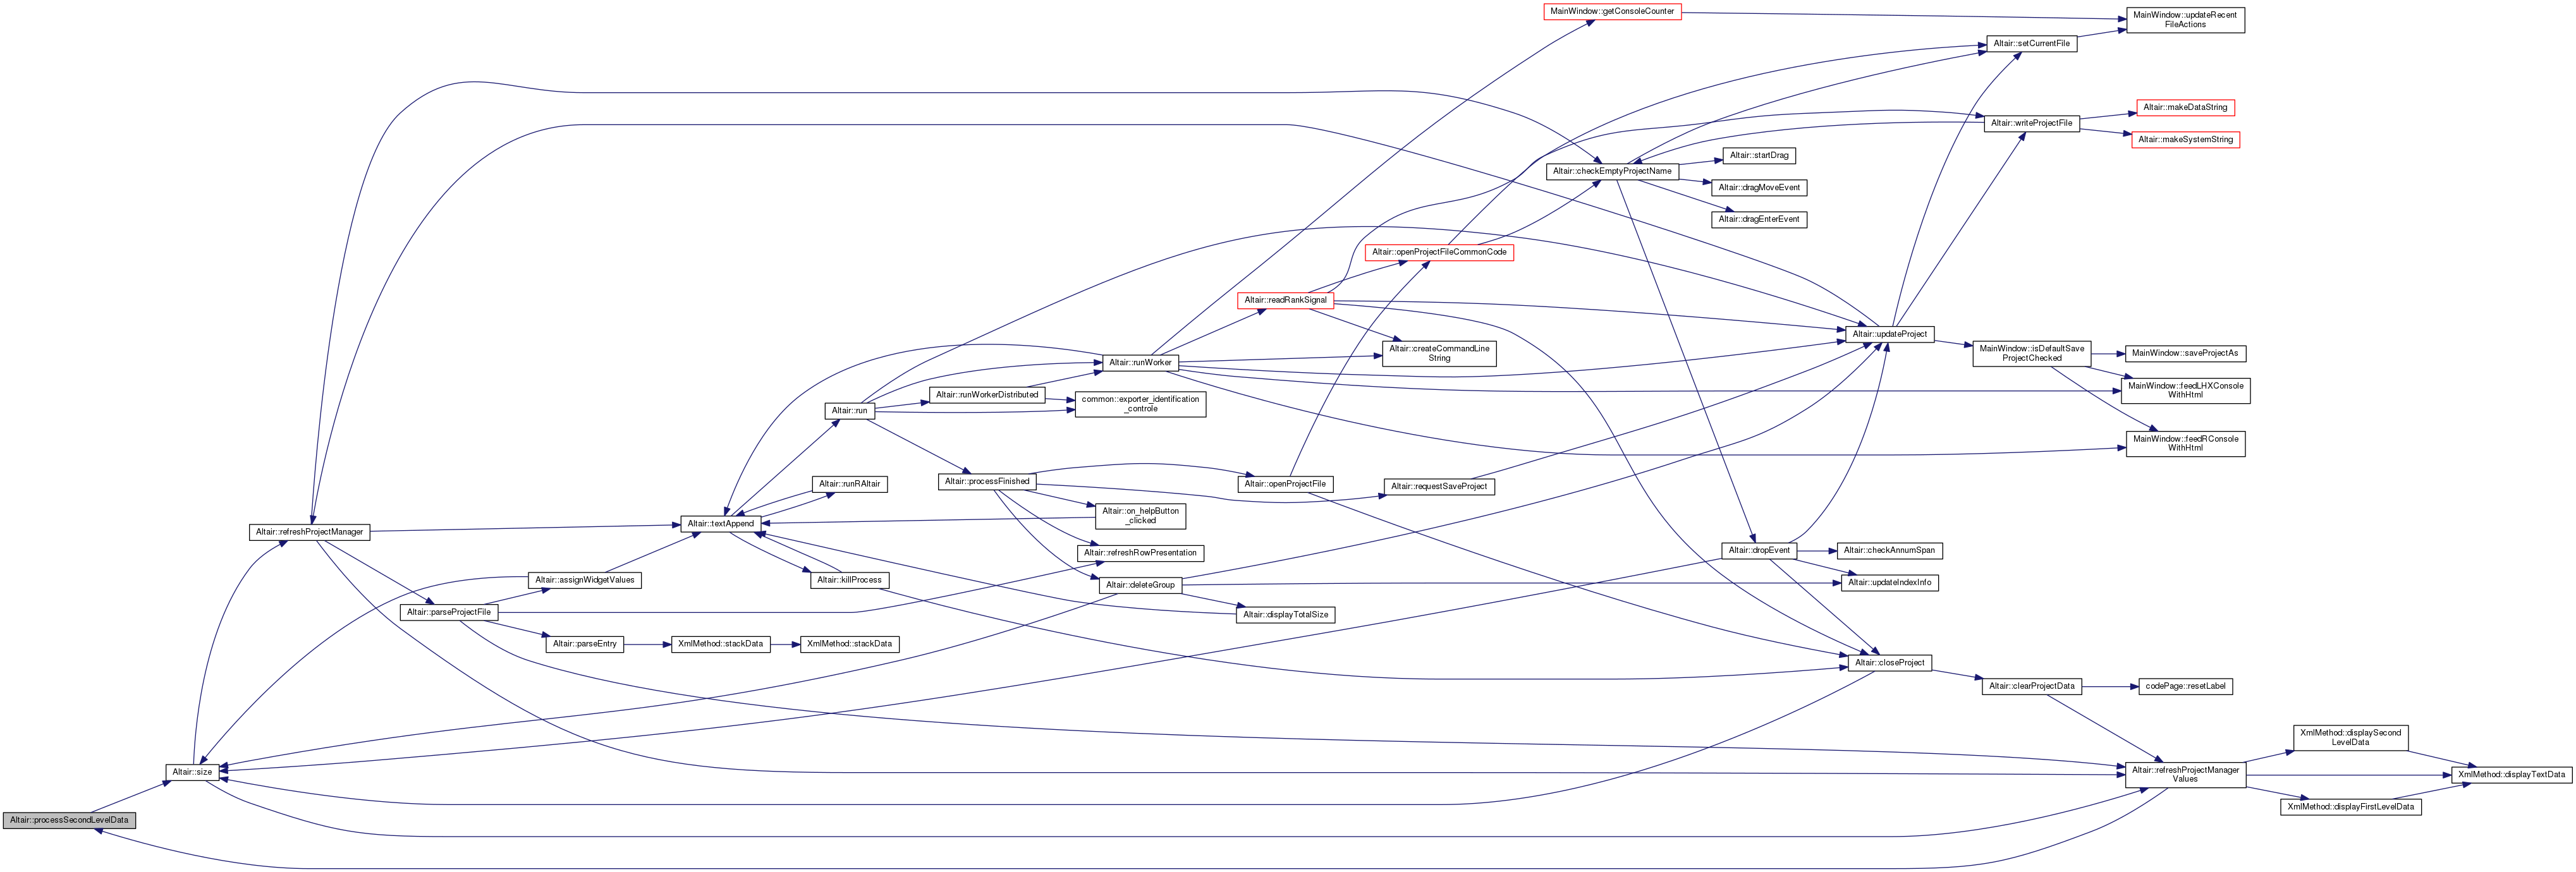 MainWindow::getConsoleCounter
MainWindow::updateRecent
FileActions
Altair::setCurrentFile
Altair::makeDataString
Altair::writeProjectFile
Altair::makeSystemString
Altair::startDrag
Altair::checkEmptyProjectName
Altair::dragMoveEvent
Altair::dragEnterEvent
Altair::openProjectFileCommonCode
Altair::readRankSignal
Altair::updateProject
Altair::createCommandLine
String
MainWindow::isDefaultSave
ProjectChecked
MainWindow::saveProjectAs
Altair::runWorker
MainWindow::feedLHXConsole
WithHtml
Altair::runWorkerDistributed
common::exporter_identification
_controle
Altair::run
MainWindow::feedRConsole
WithHtml
Altair::processFinished
Altair::runRAltair
Altair::openProjectFile
Altair::requestSaveProject
Altair::on_helpButton
_clicked
Altair::textAppend
Altair::refreshProjectManager
Altair::refreshRowPresentation
Altair::dropEvent
Altair::checkAnnumSpan
Altair::assignWidgetValues
Altair::killProcess
Altair::deleteGroup
Altair::updateIndexInfo
Altair::parseProjectFile
Altair::displayTotalSize
Altair::parseEntry
XmlMethod::stackData
XmlMethod::stackData
Altair::closeProject
Altair::clearProjectData
codePage::resetLabel
XmlMethod::displaySecond
LevelData
Altair::size
Altair::refreshProjectManager
Values
XmlMethod::displayTextData
XmlMethod::displayFirstLevelData
Altair::processSecondLevelData